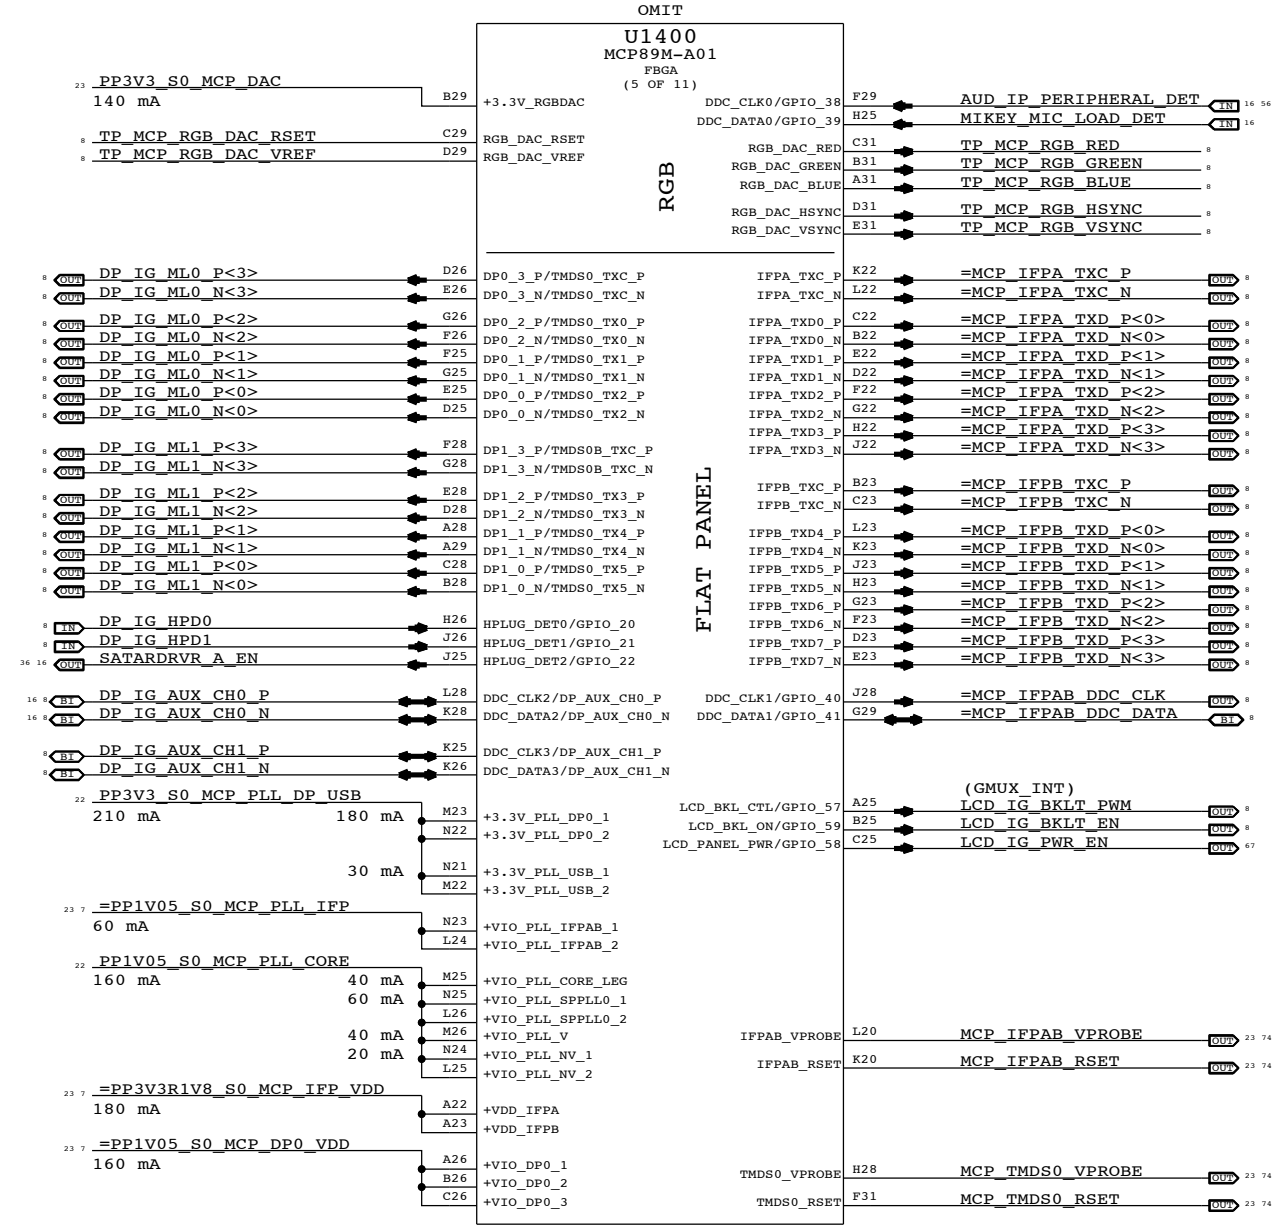 OMIT
U1400
MCP89M-A01
FBGA
(5 OF 11)
23 PP3V3_S0_MCP_DAC
140 mA
B29 +3.3V_RGBDAC
8 TP_MCP_RGB_DAC_RSET C29 RGB_DAC_RSET
8 TP_MCP_RGB_DAC_VREF D29 RGB_DAC_VREF
RGB
DDC_CLK0/GPIO_38 F29 AUD_IP_PERIPHERAL_DET IN 16 56
DDC_DATA0/GPIO_39 H25 MIKEY_MIC_LOAD_DET IN 16
RGB_DAC_RED C31 TP_MCP_RGB_RED 8
RGB_DAC_GREEN B31 TP_MCP_RGB_GREEN 8
RGB_DAC_BLUE A31 TP_MCP_RGB_BLUE 8
RGB_DAC_HSYNC D31 TP_MCP_RGB_HSYNC 8
RGB_DAC_VSYNC E31 TP_MCP_RGB_VSYNC 8
8 OUT DP_IG_ML0_P<3> D26 DP0_3_P/TMDS0_TXC_P
8 OUT DP_IG_ML0_N<3> E26 DP0_3_N/TMDS0_TXC_N
8 OUT DP_IG_ML0_P<2> G26 DP0_2_P/TMDS0_TX0_P
8 OUT DP_IG_ML0_N<2> F26 DP0_2_N/TMDS0_TX0_N
8 OUT DP_IG_ML0_P<1> F25 DP0_1_P/TMDS0_TX1_P
8 OUT DP_IG_ML0_N<1> G25 DP0_1_N/TMDS0_TX1_N
8 OUT DP_IG_ML0_P<0> E25 DP0_0_P/TMDS0_TX2_P
8 OUT DP_IG_ML0_N<0> D25 DP0_0_N/TMDS0_TX2_N
8 OUT DP_IG_ML1_P<3> F28 DP1_3_P/TMDS0B_TXC_P
8 OUT DP_IG_ML1_N<3> G28 DP1_3_N/TMDS0B_TXC_N
8 OUT DP_IG_ML1_P<2> E28 DP1_2_P/TMDS0_TX3_P
8 OUT DP_IG_ML1_N<2> D28 DP1_2_N/TMDS0_TX3_N
8 OUT DP_IG_ML1_P<1> A28 DP1_1_P/TMDS0_TX4_P
8 OUT DP_IG_ML1_N<1> A29 DP1_1_N/TMDS0_TX4_N
8 OUT DP_IG_ML1_P<0> C28 DP1_0_P/TMDS0_TX5_P
8 OUT DP_IG_ML1_N<0> B28 DP1_0_N/TMDS0_TX5_N
8 IN DP_IG_HPD0 H26 HPLUG_DET0/GPIO_20
8 IN DP_IG_HPD1 J26 HPLUG_DET1/GPIO_21
36 16 OUT SATARDRVR_A_EN J25 HPLUG_DET2/GPIO_22
16 8 BI DP_IG_AUX_CH0_P L28 DDC_CLK2/DP_AUX_CH0_P
16 8 BI DP_IG_AUX_CH0_N K28 DDC_DATA2/DP_AUX_CH0_N
8 BI DP_IG_AUX_CH1_P K25 DDC_CLK3/DP_AUX_CH1_P
8 BI DP_IG_AUX_CH1_N K26 DDC_DATA3/DP_AUX_CH1_N
FLAT PANEL
IFPA_TXC_P K22 =MCP_IFPA_TXC_P OUT 8
IFPA_TXC_N L22 =MCP_IFPA_TXC_N OUT 8
IFPA_TXD0_P C22 =MCP_IFPA_TXD_P<0> OUT 8
IFPA_TXD0_N B22 =MCP_IFPA_TXD_N<0> OUT 8
IFPA_TXD1_P E22 =MCP_IFPA_TXD_P<1> OUT 8
IFPA_TXD1_N D22 =MCP_IFPA_TXD_N<1> OUT 8
IFPA_TXD2_P F22 =MCP_IFPA_TXD_P<2> OUT 8
IFPA_TXD2_N G22 =MCP_IFPA_TXD_N<2> OUT 8
IFPA_TXD3_P H22 =MCP_IFPA_TXD_P<3> OUT 8
IFPA_TXD3_N J22 =MCP_IFPA_TXD_N<3> OUT 8
IFPB_TXC_P B23 =MCP_IFPB_TXC_P OUT 8
IFPB_TXC_N C23 =MCP_IFPB_TXC_N OUT 8
IFPB_TXD4_P L23 =MCP_IFPB_TXD_P<0> OUT 8
IFPB_TXD4_N K23 =MCP_IFPB_TXD_N<0> OUT 8
IFPB_TXD5_P J23 =MCP_IFPB_TXD_P<1> OUT 8
IFPB_TXD5_N H23 =MCP_IFPB_TXD_N<1> OUT 8
IFPB_TXD6_P G23 =MCP_IFPB_TXD_P<2> OUT 8
IFPB_TXD6_N F23 =MCP_IFPB_TXD_N<2> OUT 8
IFPB_TXD7_P D23 =MCP_IFPB_TXD_P<3> OUT 8
IFPB_TXD7_N E23 =MCP_IFPB_TXD_N<3> OUT 8
DDC_CLK1/GPIO_40 J28 =MCP_IFPAB_DDC_CLK OUT 8
DDC_DATA1/GPIO_41 G29 =MCP_IFPAB_DDC_DATA BI 8
(GMUX_INT)
LCD_BKL_CTL/GPIO_57 A25 LCD_IG_BKLT_PWM OUT 8
LCD_BKL_ON/GPIO_59 B25 LCD_IG_BKLT_EN OUT 8
LCD_PANEL_PWR/GPIO_58 C25 LCD_IG_PWR_EN OUT 67
22 PP3V3_S0_MCP_PLL_DP_USB
210 mA 180 mA M23 +3.3V_PLL_DP0_1
N22 +3.3V_PLL_DP0_2
30 mA N21 +3.3V_PLL_USB_1
M22 +3.3V_PLL_USB_2
23 7 =PP1V05_S0_MCP_PLL_IFP
60 mA N23 +VIO_PLL_IFPAB_1
L24 +VIO_PLL_IFPAB_2
22 PP1V05_S0_MCP_PLL_CORE
160 mA 40 mA M25 +VIO_PLL_CORE_LEG
60 mA N25 +VIO_PLL_SPPLL0_1
L26 +VIO_PLL_SPPLL0_2
40 mA M26 +VIO_PLL_V
20 mA N24 +VIO_PLL_NV_1
L25 +VIO_PLL_NV_2
23 7 =PP3V3R1V8_S0_MCP_IFP_VDD
180 mA A22 +VDD_IFPA
A23 +VDD_IFPB
23 7 =PP1V05_S0_MCP_DP0_VDD
160 mA A26 +VIO_DP0_1
B26 +VIO_DP0_2
C26 +VIO_DP0_3
IFPAB_VPROBE L20 MCP_IFPAB_VPROBE OUT 23 74
IFPAB_RSET K20 MCP_IFPAB_RSET OUT 23 74
TMDS0_VPROBE H28 MCP_TMDS0_VPROBE OUT 23 74
TMDS0_RSET F31 MCP_TMDS0_RSET OUT 23 74